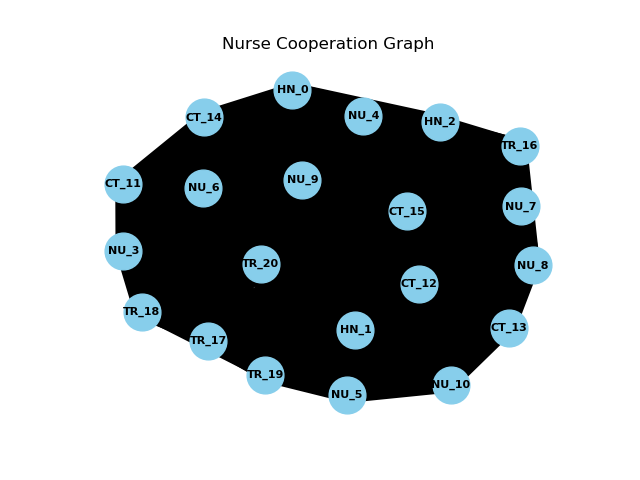 Nurse Cooperation Graph
HN_0
CT_14
NU_4
HN_2
TR_16
CT_11
NU_6
NU_9
CT_15
NU_7
NU_3
TR_20
NU_8
CT_12
TR_18
HN_1
CT_13
TR_17
TR_19
NU_5
NU_10